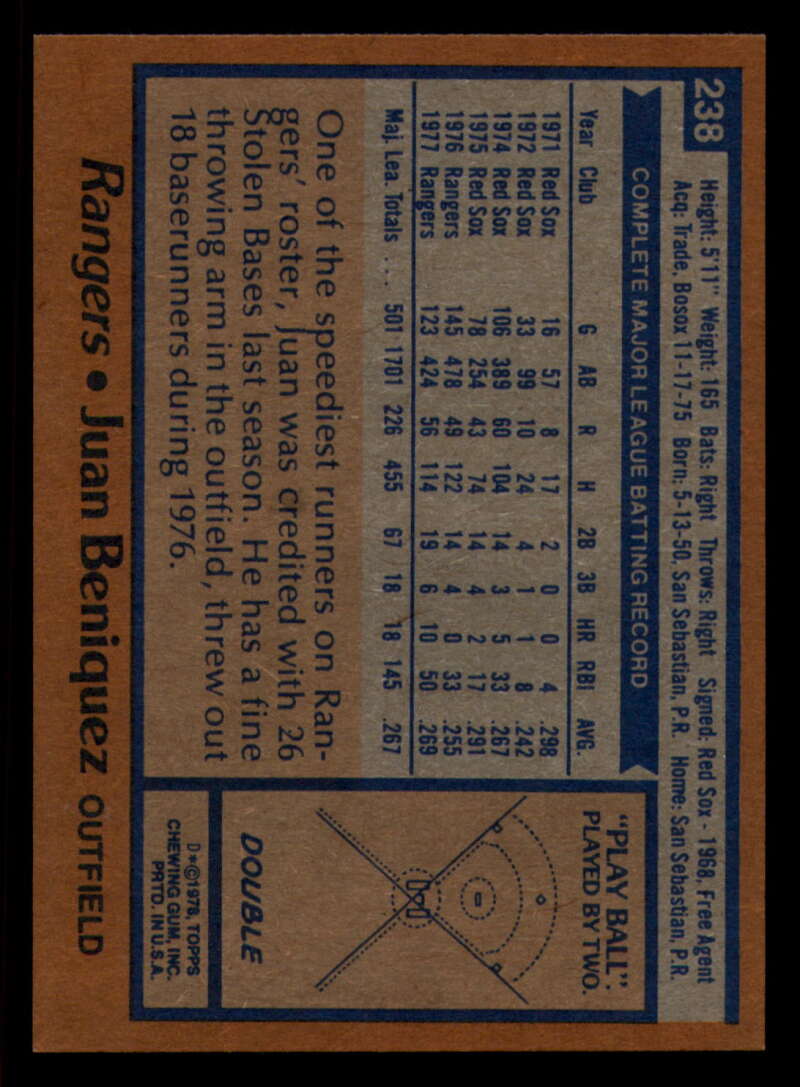 238
Height: 5'11" Weight: 165 Bats: Right Throws: Right Signed: Red Sox - 1968, Free Agent
Acq: Trade, Bosox 11-17-75 Born: 5-13-50, San Sebastian, P.R. Home: San Sebastian, P.R.
COMPLETE MAJOR LEAGUE BATTING RECORD
Year Club G AB R H 2B 3B HR RBI AVG.
1971 Red Sox 16 57 8 17 2 0 0 4 .298
1972 Red Sox 33 99 10 24 4 1 1 8 .242
1974 Red Sox 106 389 60 104 14 3 5 33 .267
1975 Red Sox 78 254 43 74 14 4 2 17 .291
1976 Rangers 145 478 49 122 14 4 0 33 .255
1977 Rangers 123 424 56 114 19 6 10 50 .269
Maj. Lea. Totals ... 501 1701 226 455 67 18 18 145 .267
One of the speediest runners on Ran-
gers' roster, Juan was credited with 26
Stolen Bases last season. He has a fine
throwing arm in the outfield, threw out
18 baserunners during 1976.
"PLAY BALL".
PLAYED BY TWO.
DOUBLE
D*©1978, TOPPS
CHEWING GUM, INC.
PRTD. IN U.S.A.
Rangers • Juan Beniquez OUTFIELD